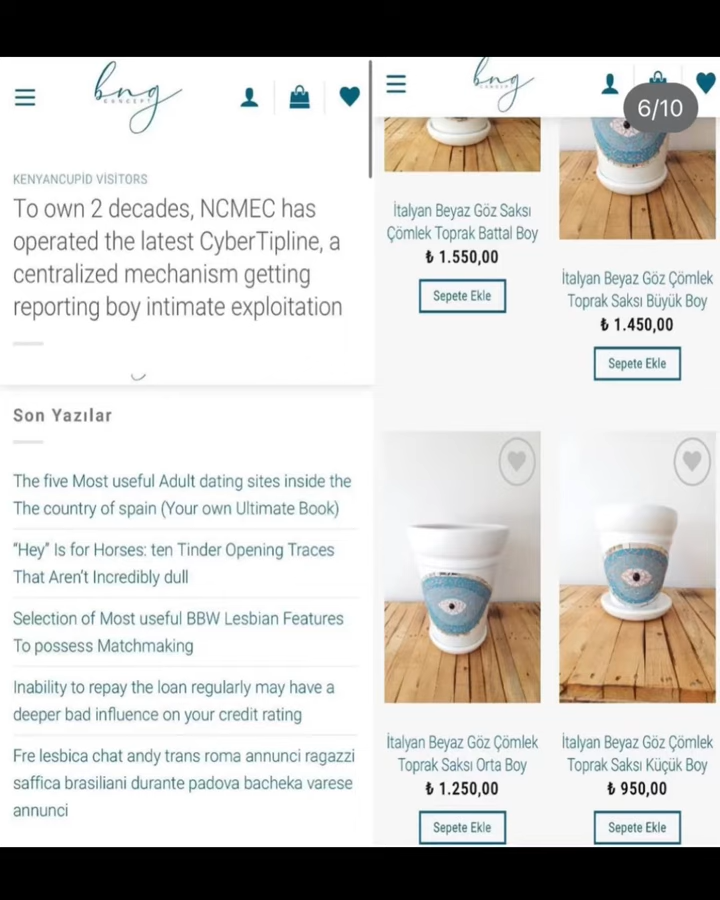 bng
CONCEPT
KENYANCUPİD VİSİTORS
To own 2 decades, NCMEC has
operated the latest CyberTipline, a
centralized mechanism getting
reporting boy intimate exploitation
Son Yazılar
The five Most useful Adult dating sites inside the
The country of spain (Your own Ultimate Book)
“Hey” Is for Horses: ten Tinder Opening Traces
That Aren’t Incredibly dull
Selection of Most useful BBW Lesbian Features
To possess Matchmaking
Inability to repay the loan regularly may have a
deeper bad influence on your credit rating
Fre lesbica chat andy trans roma annunci ragazzi
saffica brasiliani durante padova bacheka varese
annunci
bng
CONCEPT
6/10
İtalyan Beyaz Göz Saksı
Çömlek Toprak Battal Boy
₺ 1.550,00
Sepete Ekle
İtalyan Beyaz Göz Çömlek
Toprak Saksı Büyük Boy
₺ 1.450,00
Sepete Ekle
İtalyan Beyaz Göz Çömlek
Toprak Saksı Orta Boy
₺ 1.250,00
Sepete Ekle
İtalyan Beyaz Göz Çömlek
Toprak Saksı Küçük Boy
₺ 950,00
Sepete Ekle